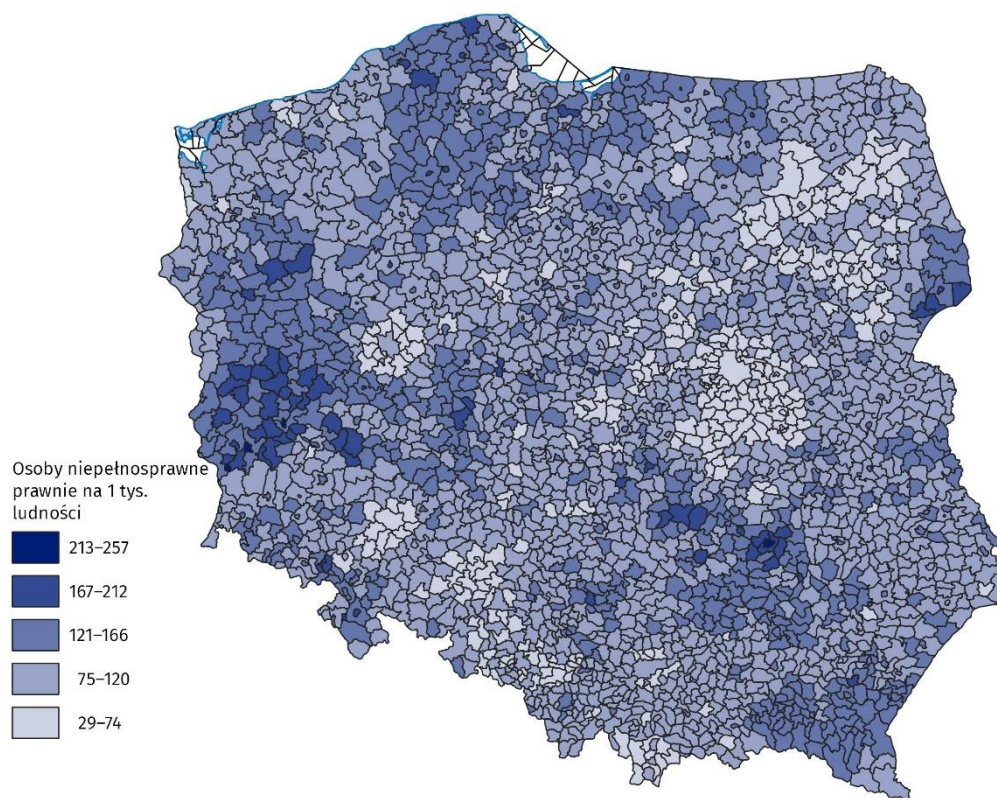 Osoby niepełnosprawne
prawnie na 1 tys.
ludności
213–257
167–212
121–166
75–120
29–74